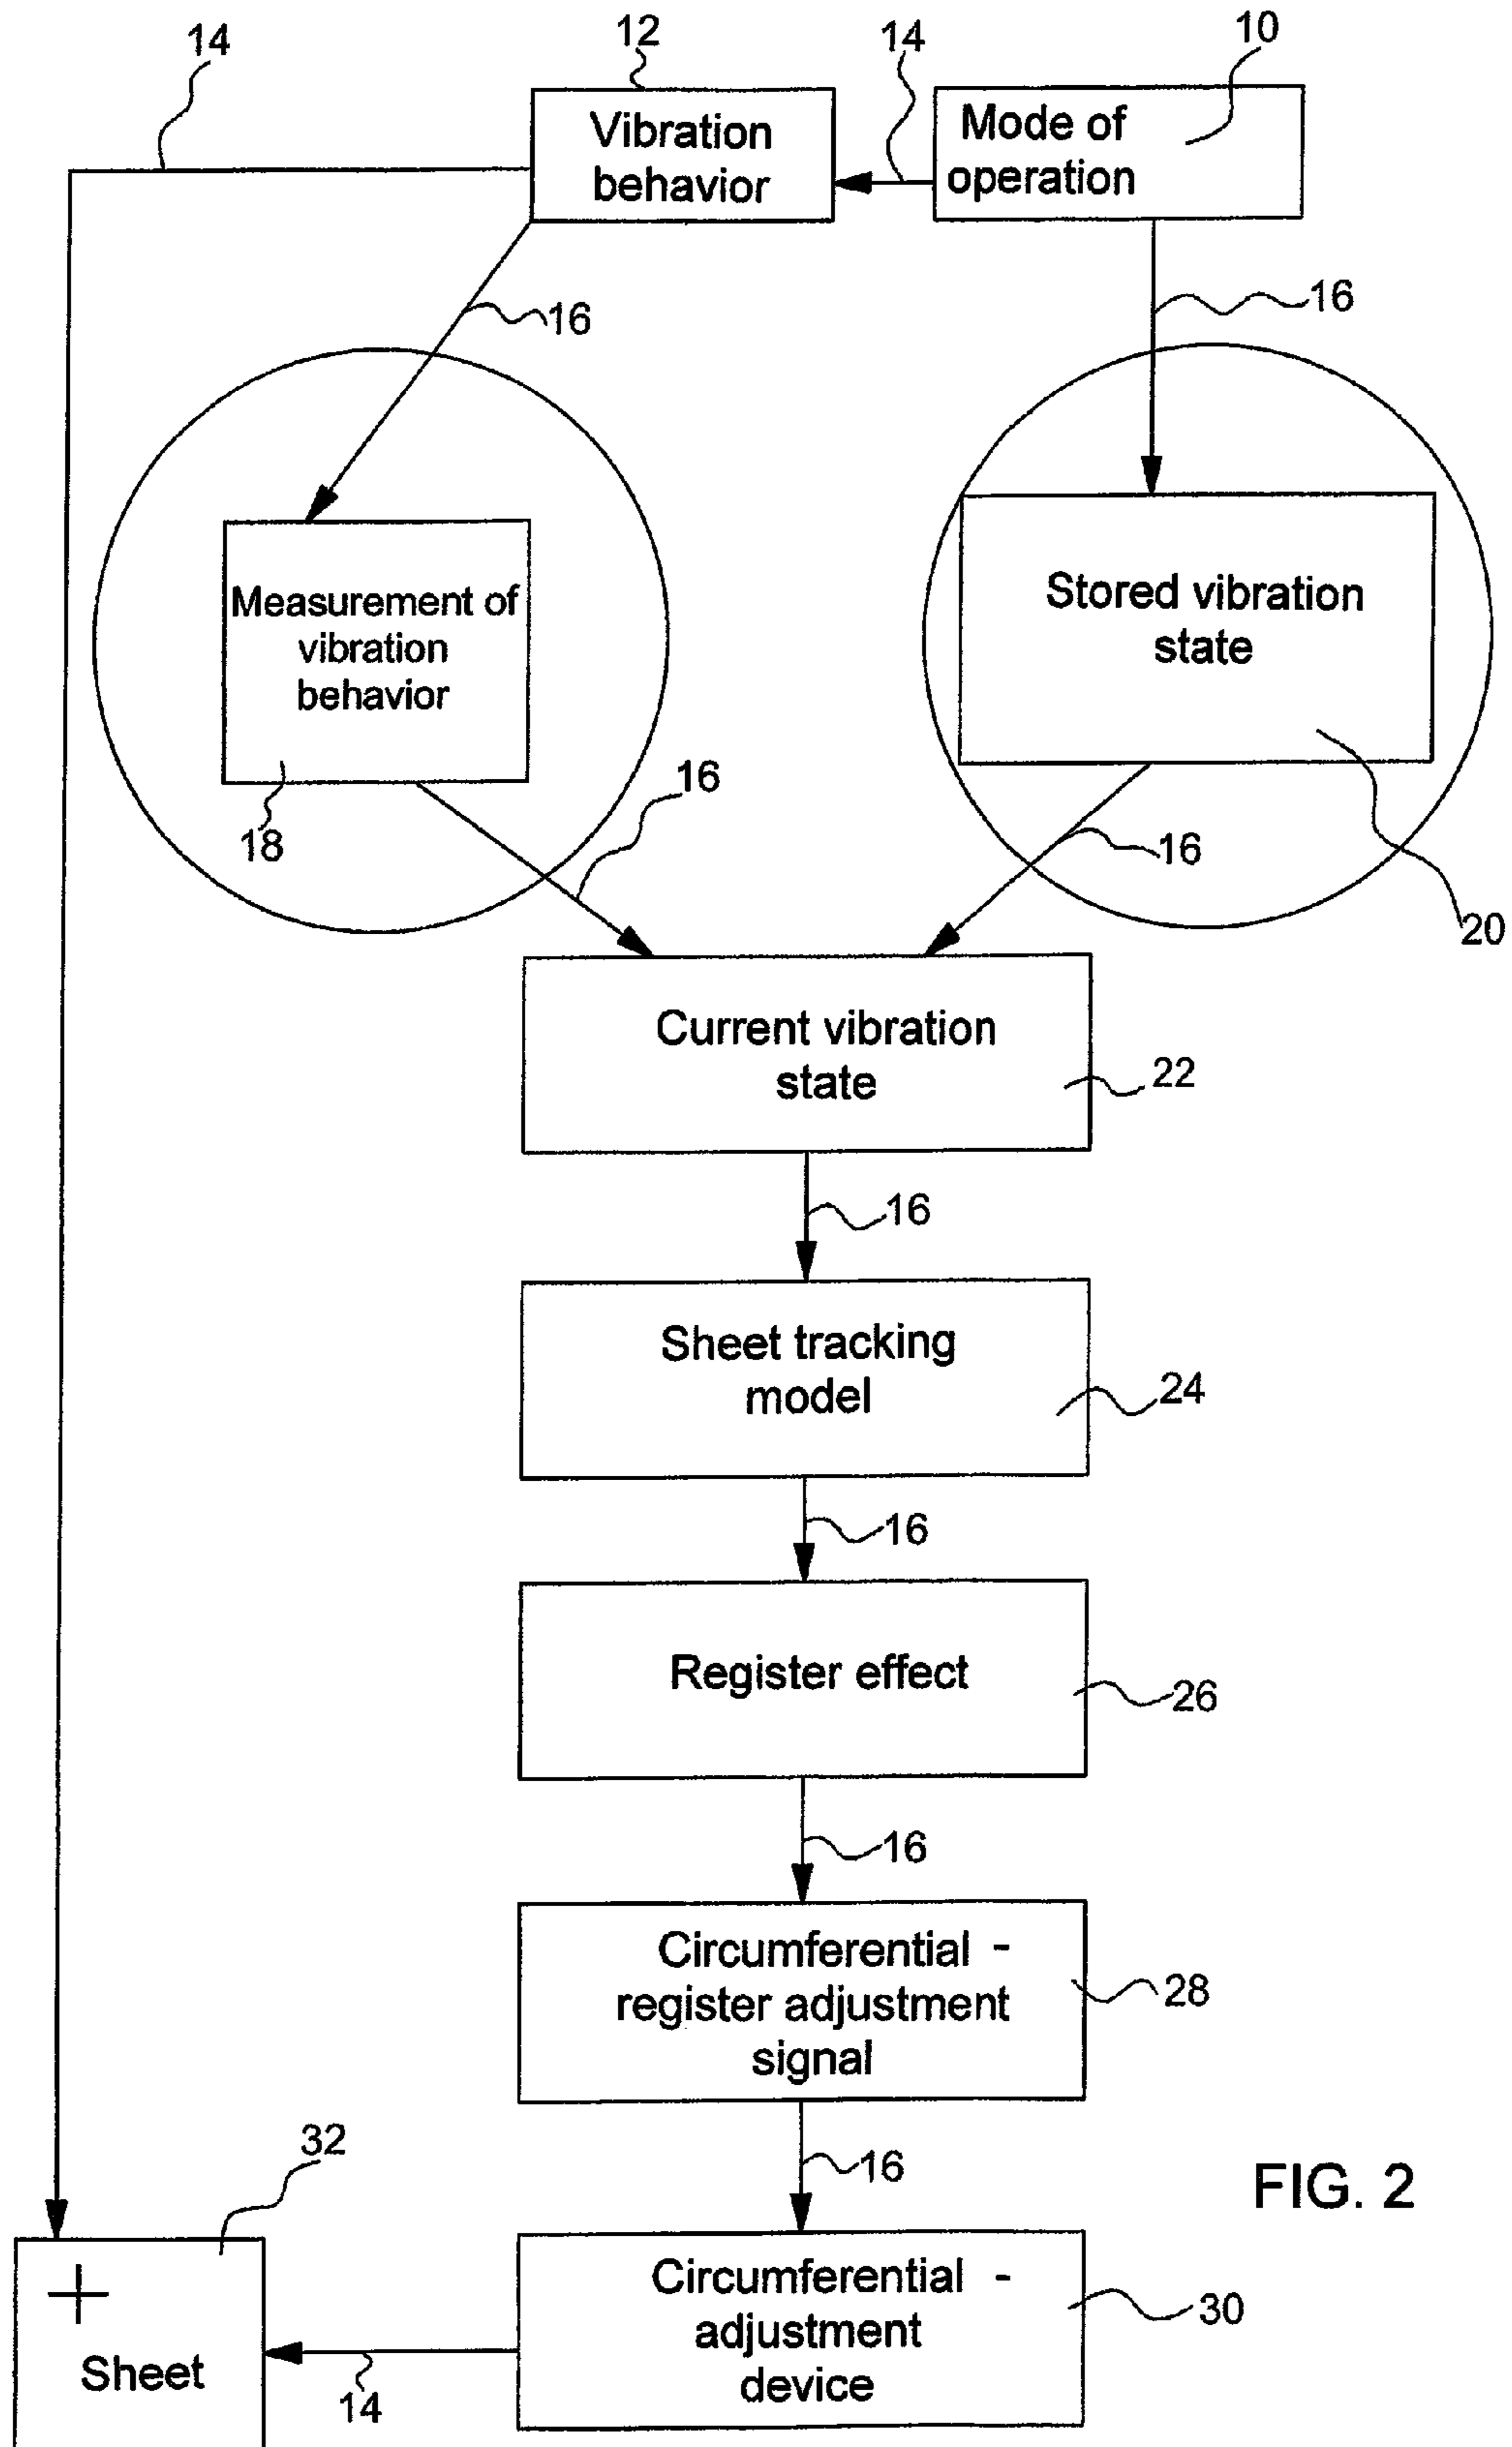 14
12
14
10
Vibration
behavior
Mode of
operation
16
16
Measurement of
vibration
behavior
Stored vibration
state
18
16
16
20
Current vibration
state
22
16
Sheet tracking
model
24
16
Register effect
26
16
Circumferential -
register adjustment
signal
28
16
32
FIG. 2
Circumferential -
adjustment
device
30
Sheet
14